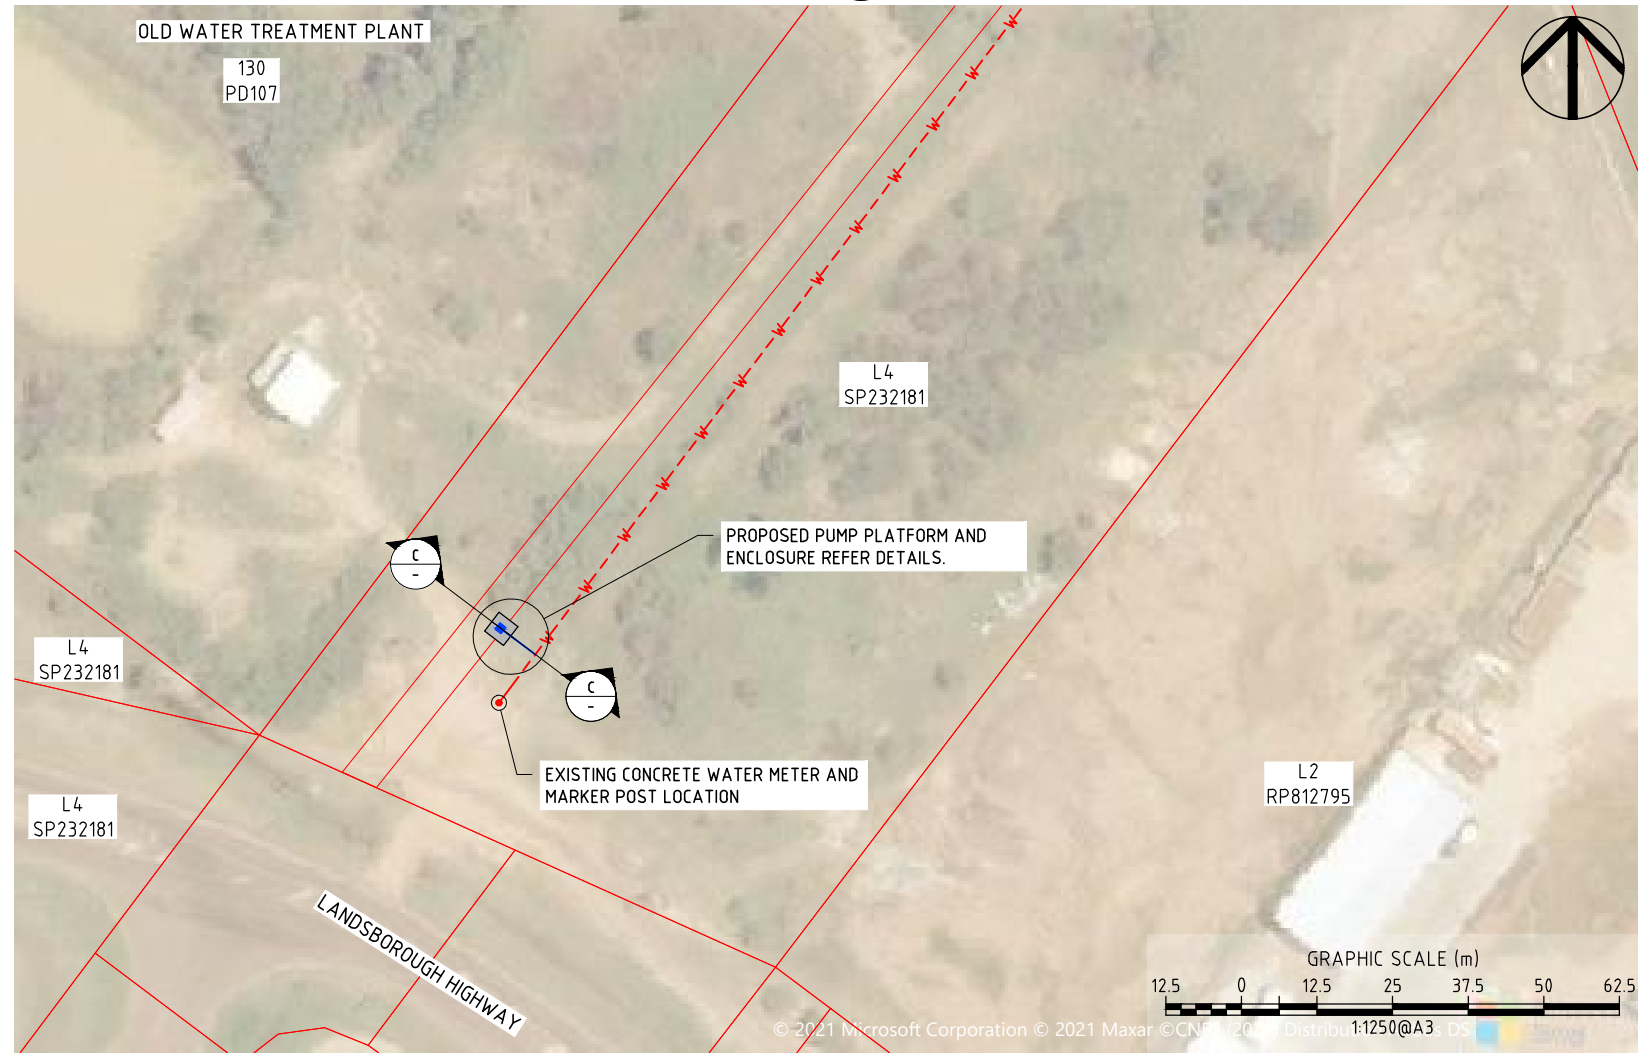 OLD WATER TREATMENT PLANT
130
PD107
L4
SP232181
PROPOSED PUMP PLATFORM AND
ENCLOSURE REFER DETAILS.
C
-
C
-
L4
SP232181
EXISTING CONCRETE WATER METER AND
MARKER POST LOCATION
L4
SP232181
L2
RP812795
LANDSBOROUGH HIGHWAY
GRAPHIC SCALE (m)
12.5 0 12.5 25 37.5 50 62.5
1:1250@A3
© 2021 Microsoft Corporation © 2021 Maxar
W
W
W
W
W
W
W
W
W
W
W
W
W